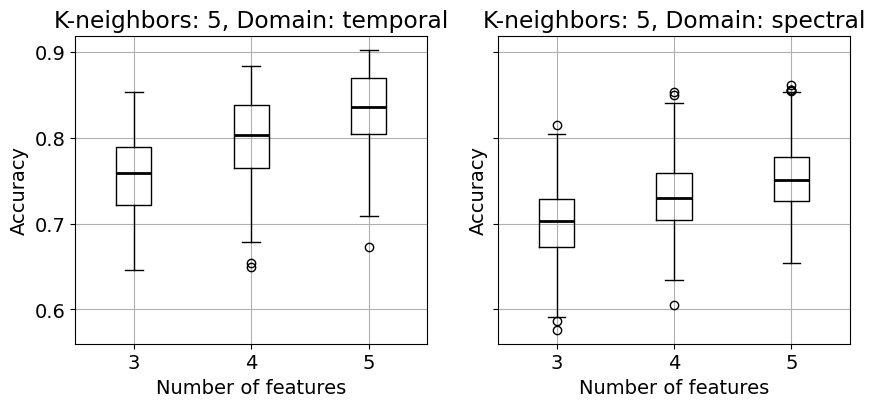 K-neighbors: 5, Domain: temporal
Accuracy
0.9
0.8
0.7
0.6
3 4 5
Number of features
K-neighbors: 5, Domain: spectral
Accuracy
3 4 5
Number of features